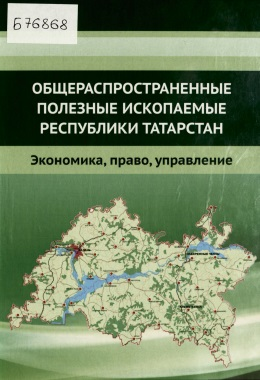 Б76868
ОБЩЕРАСПРОСТРАНЕННЫЕ
ПОЛЕЗНЫЕ ИСКОПАЕМЫЕ
РЕСПУБЛИКИ ТАТАРСТАН
Экономика, право, управление